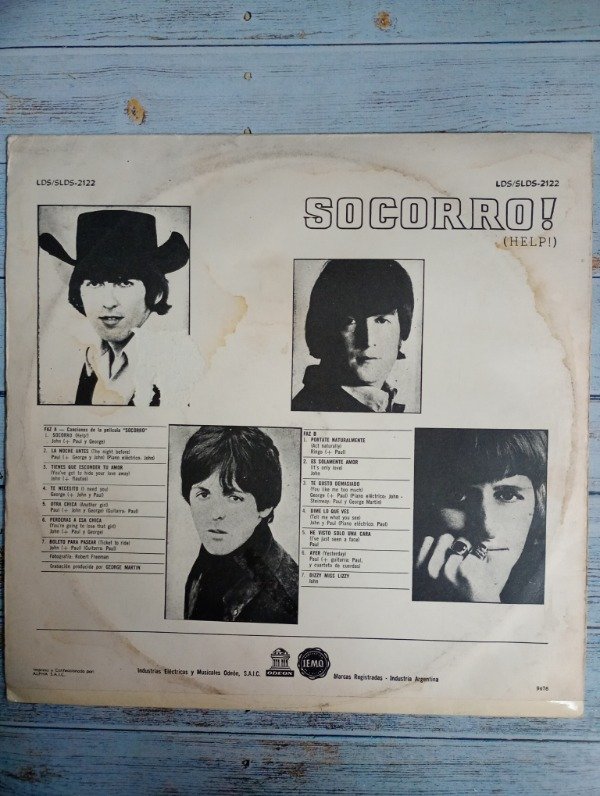 LDS/SLDS-2122
LDS/SLDS-2122
SOCORRO!
(HELP!)
FAZ A — Canciones de la película "SOCORRO"
1. SOCORRO (Help!)
John (+ Paul y George)
2. LA NOCHE ANTES (The night before)
Paul (+ George y John) (Piano eléctrico: John)
3. TIENES QUE ESCONDER TU AMOR
(You've got to hide your love away)
John (+ flautas)
4. TE NECESITO (I need you)
George (+ John y Paul)
5. OTRA CHICA (Another girl)
Paul (+ John y George) (Guitarra: Paul)
6. PERDERAS A ESA CHICA
(You're going to lose that girl)
John (+ Paul y George)
7. BOLETO PARA PASEAR (Ticket to ride)
John (+ Paul) (Guitarra: Paul)
Fotografía: Robert Freeman
Grabación producida por GEORGE MARTIN
FAZ B
1. PORTATE NATURALMENTE
(Act naturally)
Ringo (+ Paul)
2. ES SOLAMENTE AMOR
(It's only love)
John
3. TE GUSTO DEMASIADO
(You like me too much)
George (+ Paul) (Piano eléctrico: John -
Steinway: Paul y George Martin)
4. DIME LO QUE VES
(Tell me what you see)
John y Paul (Piano eléctrico: Paul)
5. HE VISTO SOLO UNA CARA
(I've just seen a face)
Paul
6. AYER (Yesterday)
Paul (+ guitarra: Paul,
y cuarteto de cuerdas)
7. DIZZY MISS LIZZY
John
Impreso y Confeccionado por:
ALPHA S.A.I.C.
Industrias Eléctricas y Musicales Odeón, S.A.I.C.
ODEON
IEMO
Marcas Registradas - Industria Argentina